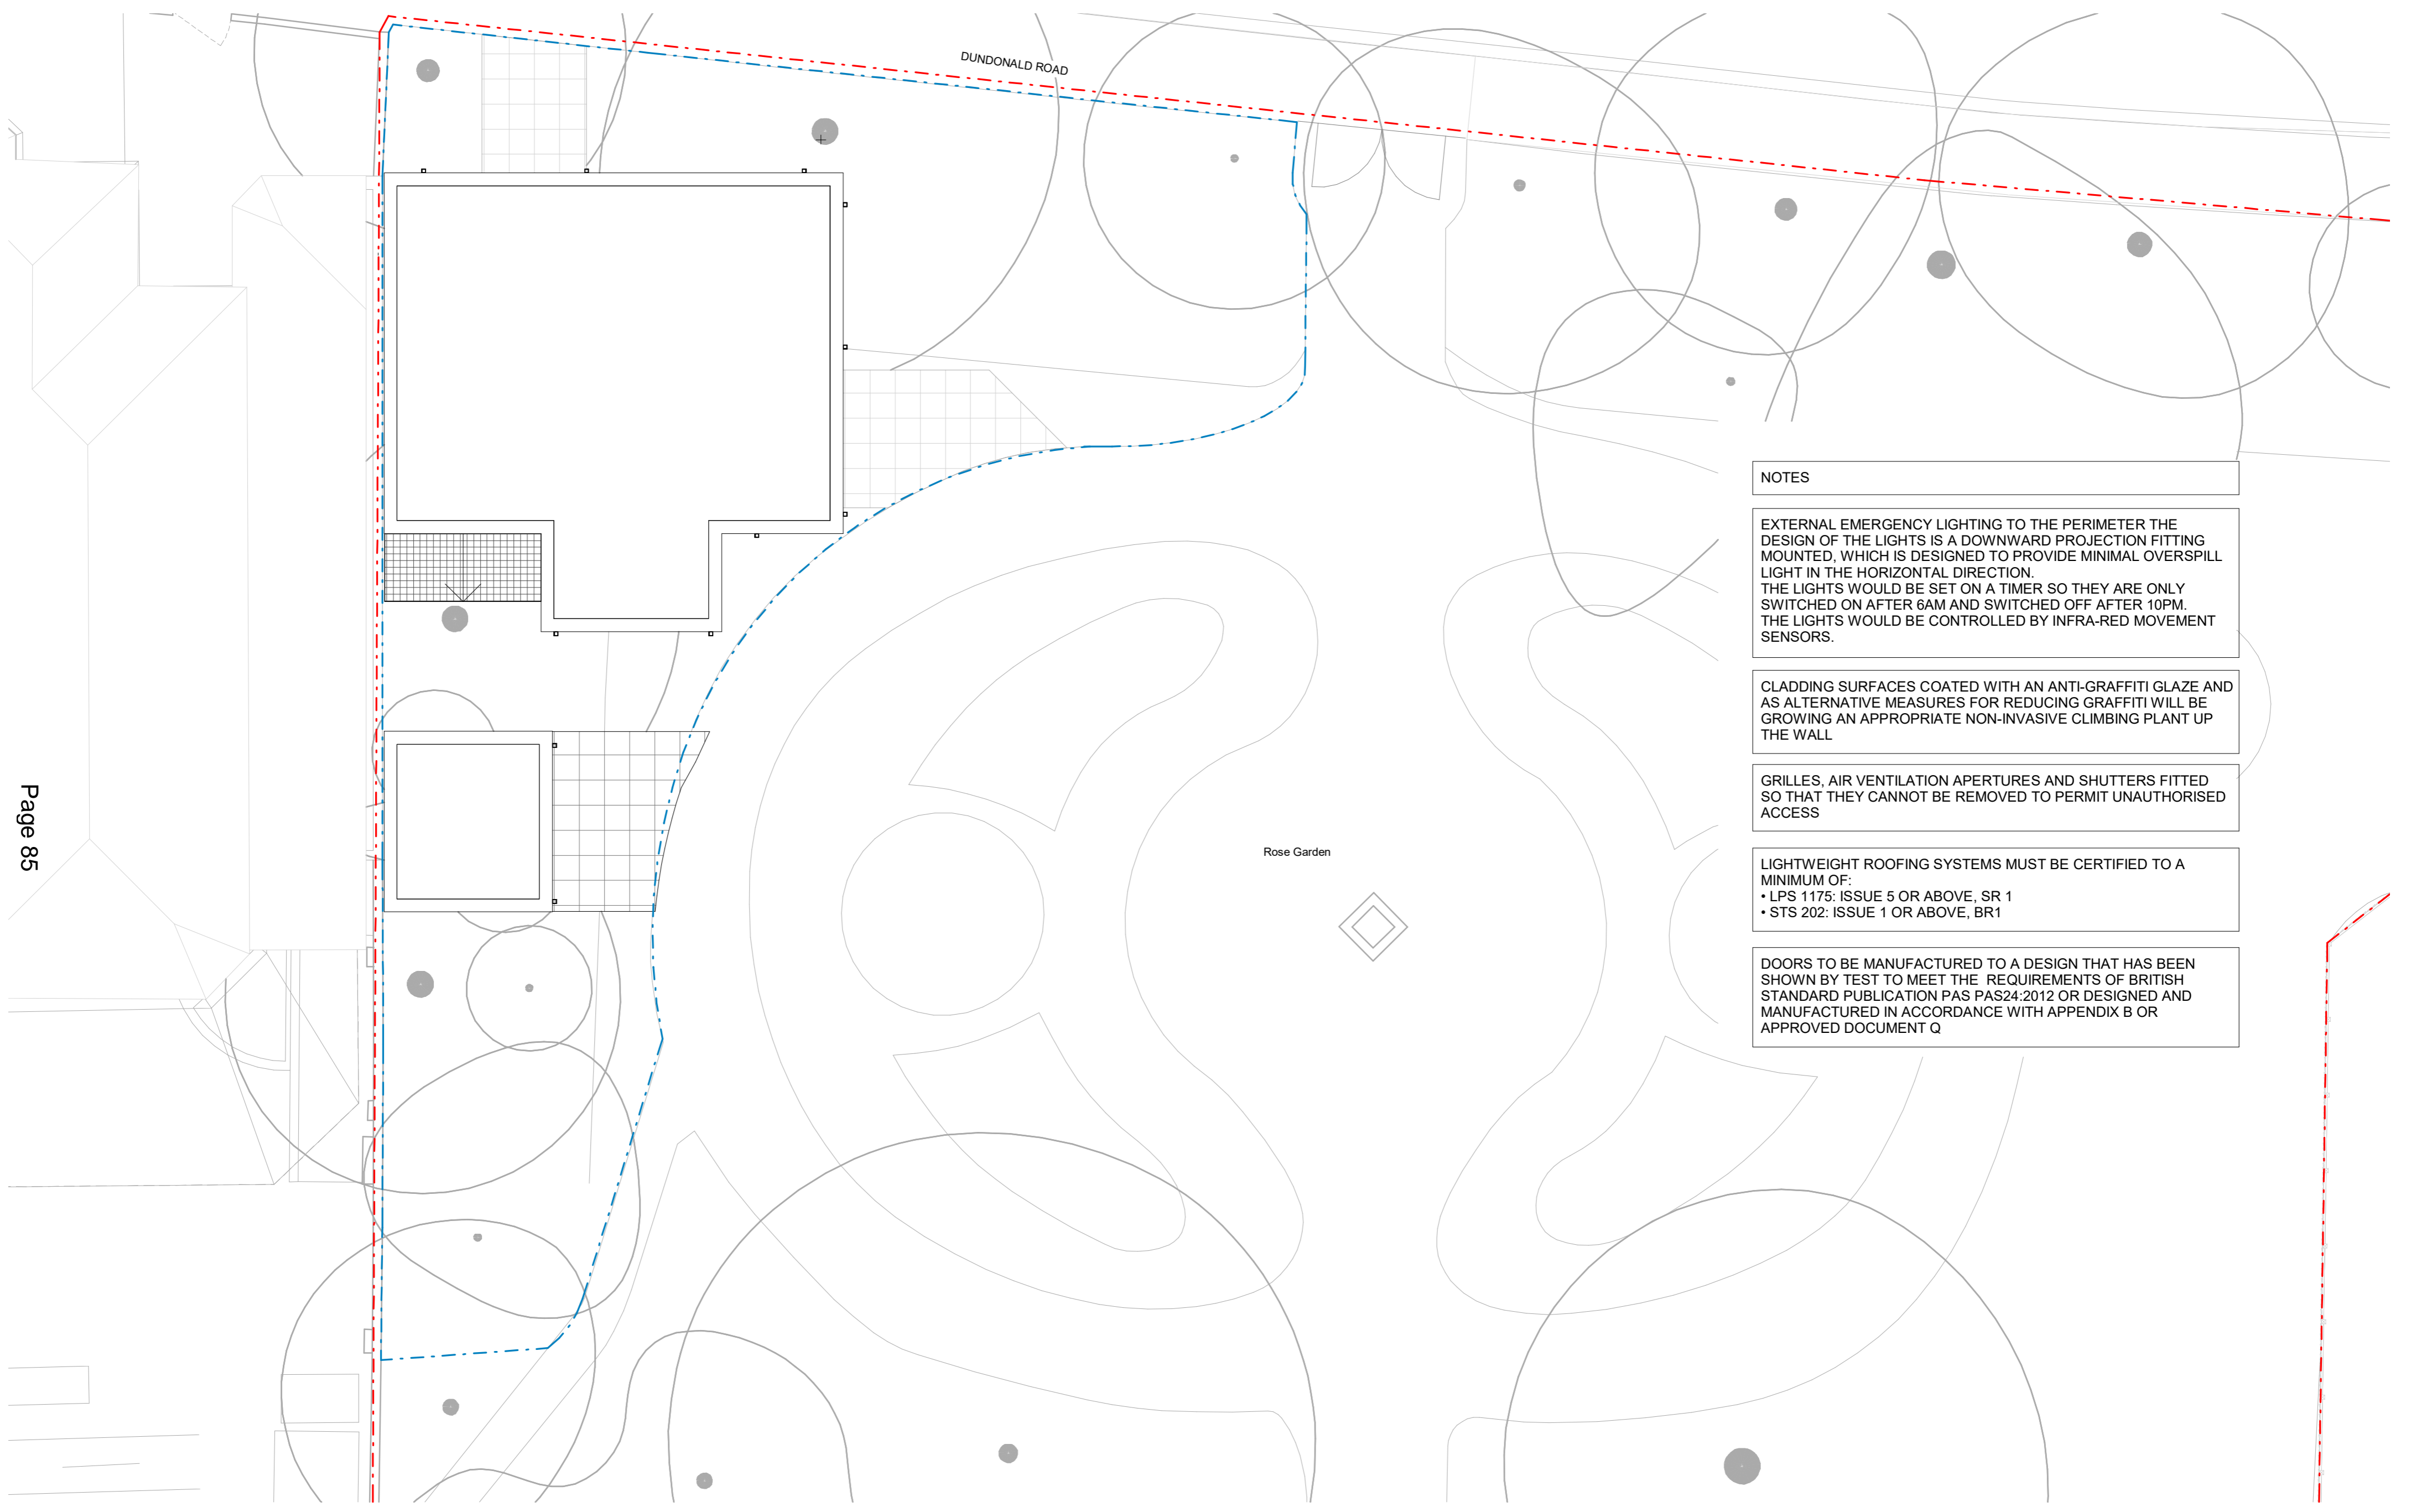 DUNDONALD ROAD
NOTES
EXTERNAL EMERGENCY LIGHTING TO THE PERIMETER THE
DESIGN OF THE LIGHTS IS A DOWNWARD PROJECTION FITTING
MOUNTED, WHICH IS DESIGNED TO PROVIDE MINIMAL OVERSPILL
LIGHT IN THE HORIZONTAL DIRECTION.
THE LIGHTS WOULD BE SET ON A TIMER SO THEY ARE ONLY
SWITCHED ON AFTER 6AM AND SWITCHED OFF AFTER 10PM.
THE LIGHTS WOULD BE CONTROLLED BY INFRA-RED MOVEMENT
SENSORS.
CLADDING SURFACES COATED WITH AN ANTI-GRAFFITI GLAZE AND
AS ALTERNATIVE MEASURES FOR REDUCING GRAFFITI WILL BE
GROWING AN APPROPRIATE NON-INVASIVE CLIMBING PLANT UP
THE WALL
GRILLES, AIR VENTILATION APERTURES AND SHUTTERS FITTED
SO THAT THEY CANNOT BE REMOVED TO PERMIT UNAUTHORISED
ACCESS
LIGHTWEIGHT ROOFING SYSTEMS MUST BE CERTIFIED TO A
MINIMUM OF:
• LPS 1175: ISSUE 5 OR ABOVE, SR 1
• STS 202: ISSUE 1 OR ABOVE, BR1
DOORS TO BE MANUFACTURED TO A DESIGN THAT HAS BEEN
SHOWN BY TEST TO MEET THE  REQUIREMENTS OF BRITISH
STANDARD PUBLICATION PAS PAS24:2012 OR DESIGNED AND
MANUFACTURED IN ACCORDANCE WITH APPENDIX B OR
APPROVED DOCUMENT Q
Rose Garden
Page 85